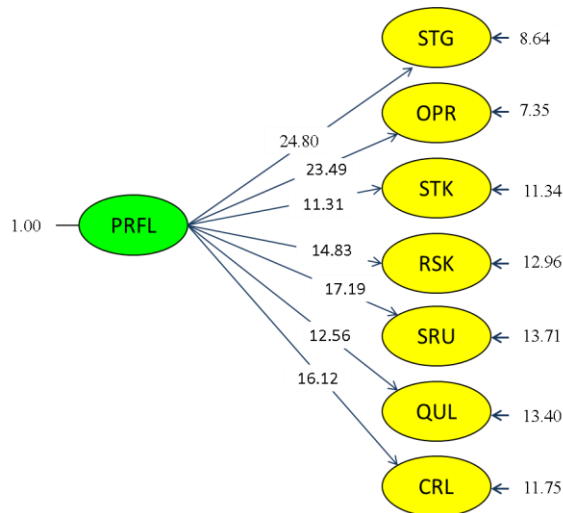 STG
8.64
OPR
7.35
24.80
23.49
STK
11.34
11.31
1.00
PRFL
14.83
RSK
12.96
17.19
SRU
13.71
12.56
16.12
QUL
13.40
CRL
11.75